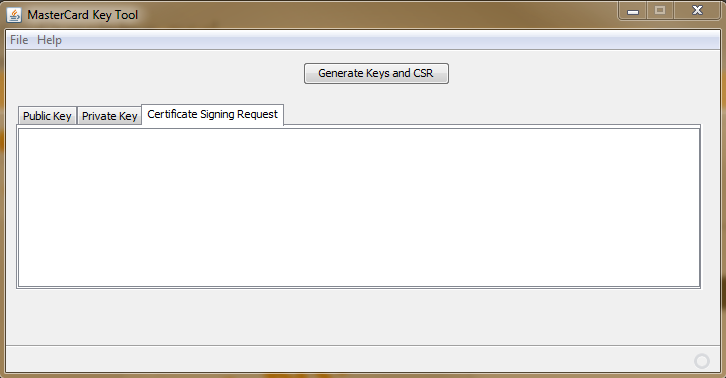 MasterCard Key Tool
File Help
Generate Keys and CSR
Public Key Private Key Certificate Signing Request